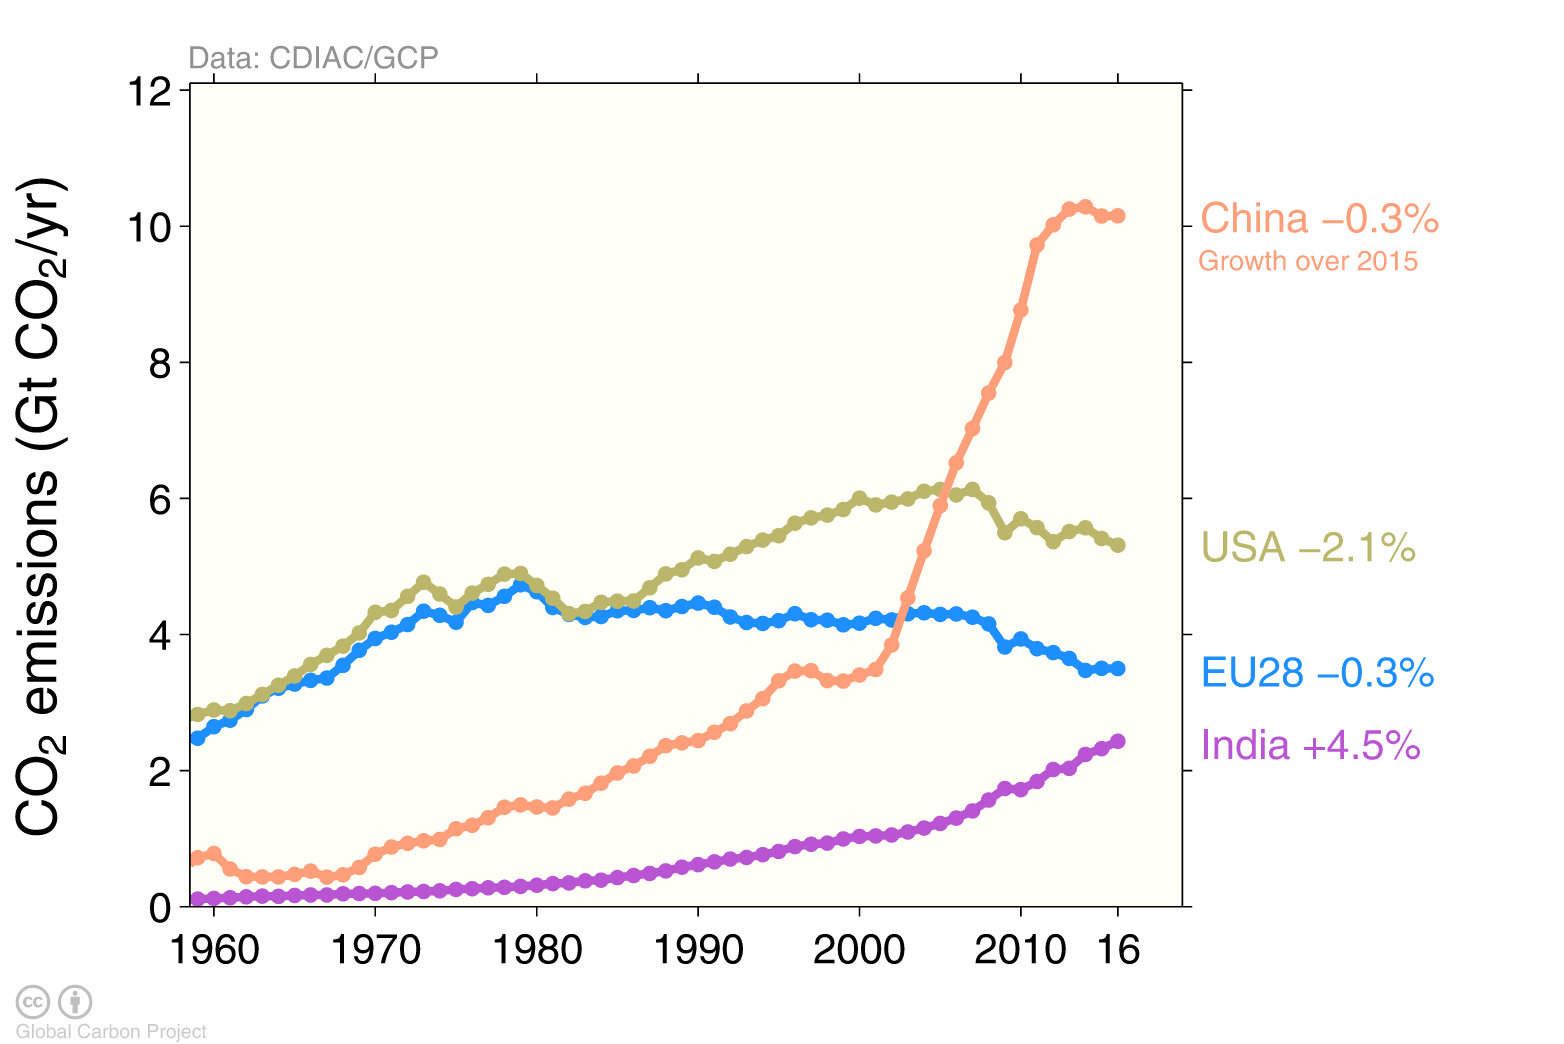 Data: CDIAC/GCP
CO₂ emissions (Gt CO₂/yr)
12
10
8
6
4
2
0
1960 1970 1980 1990 2000 2010 16
China −0.3%
Growth over 2015
USA −2.1%
EU28 −0.3%
India +4.5%
cc
Global Carbon Project